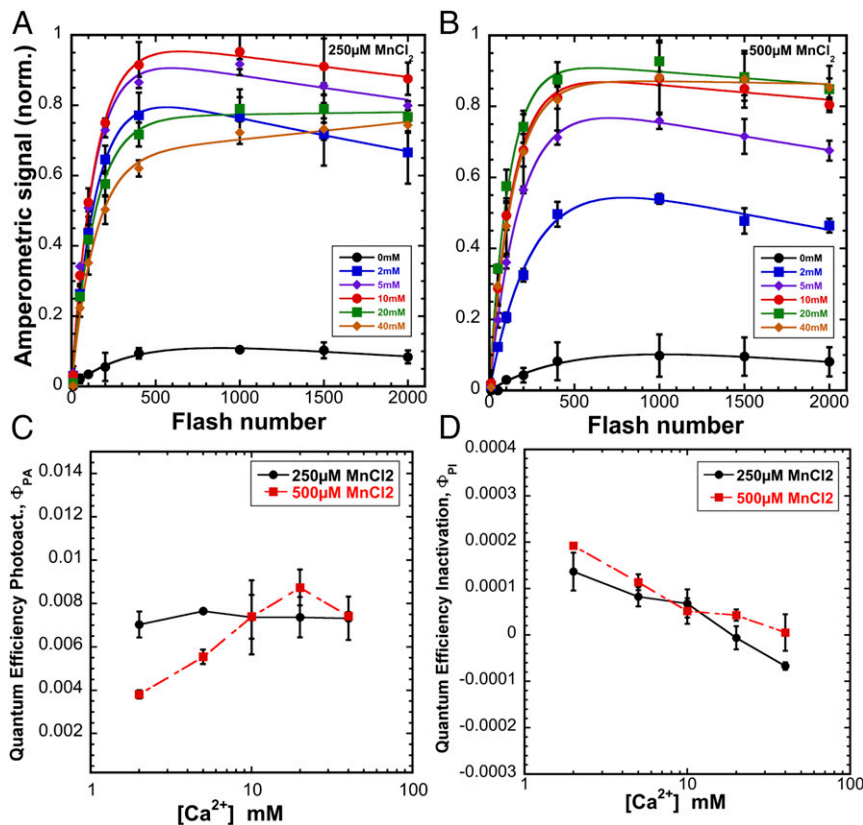 A
250µM MnCl2
Amperometric signal (norm.)
1
0.8
0.6
0.4
0.2
0
0 500 1000 1500 2000
Flash number
0mM
2mM
5mM
10mM
20mM
40mM
B
500µM MnCl2
1
0.8
0.6
0.4
0.2
0
0 500 1000 1500 2000
Flash number
0mM
2mM
5mM
10mM
20mM
40mM
C
Quantum Efficiency Photoact., ΦPA
0.014
0.012
0.01
0.008
0.006
0.004
0.002
1 10 100
[Ca2+] mM
250µM MnCl2
500µM MnCl2
D
Quantum Efficiency Inactivation, ΦPI
0.0004
0.0003
0.0002
0.0001
0
-0.0001
-0.0002
-0.0003
1 10 100
[Ca2+] mM
250µM MnCl2
500µM MnCl2